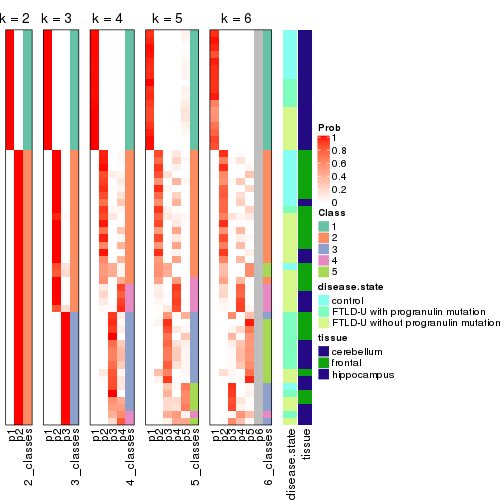 k = 2 k = 3 k = 4 k = 5 k = 6
p1 p2 2_classes p1 p2 p3 3_classes p1 p2 p3 p4 4_classes p1 p2 p3 p4 p5 5_classes p1 p2 p3 p4 p5 p6 6_classes disease.state tissue
Prob
1
0.8
0.6
0.4
0.2
0
Class
1
2
3
4
5
disease.state
control
FTLD-U with progranulin mutation
FTLD-U without progranulin mutation
tissue
cerebellum
frontal
hippocampus